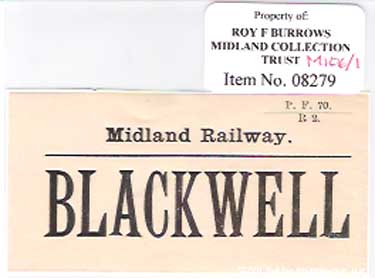 Property of:
ROY F BURROWS
MIDLAND COLLECTION
TRUST M106/1
Item No. 08279
P. F. 70.
R 2.
Midland Railway.
BLACKWELL